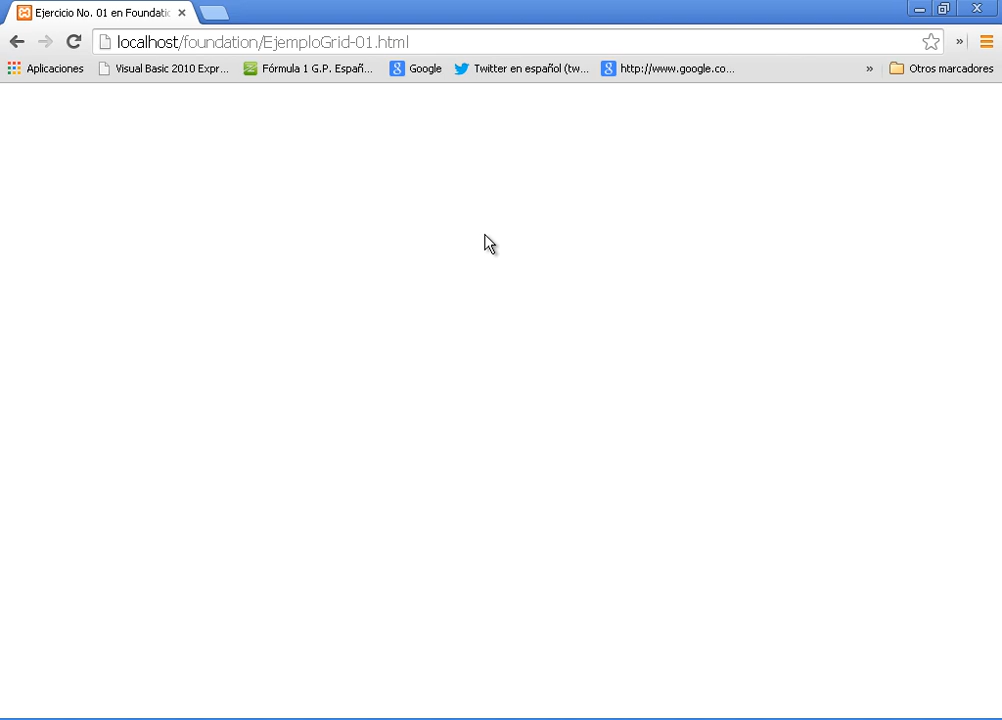 Ejercicio No. 01 en Foundatic
localhost/foundation/EjemploGrid-01.html
Aplicaciones
Visual Basic 2010 Expr...
Fórmula 1 G.P. Españ...
Google
Twitter en español (tw...
http://www.google.co...
»
Otros marcadores